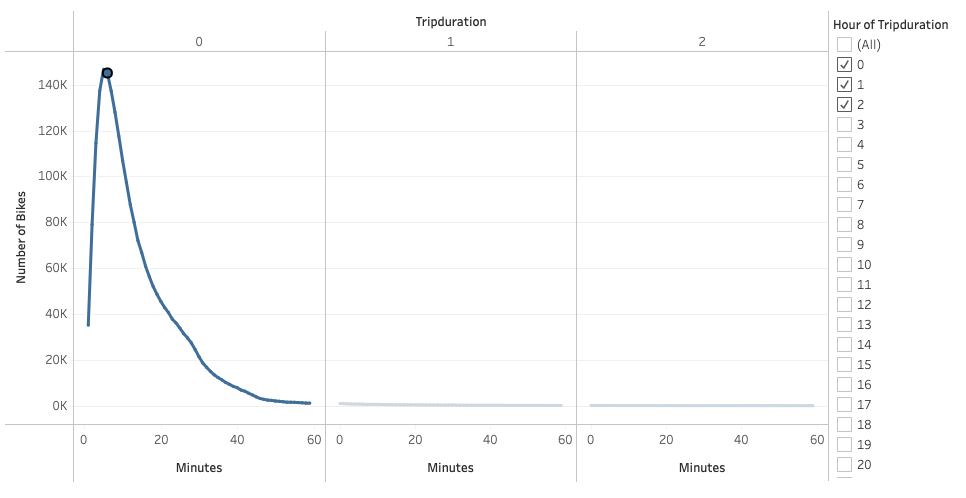 Tripduration
0 1 2
140K
120K
100K
80K
60K
40K
20K
0K
Number of Bikes
0 20 40 60 0 20 40 60 0 20 40 60
Minutes Minutes Minutes
Hour of Tripduration
(All)
0
1
2
3
4
5
6
7
8
9
10
11
12
13
14
15
16
17
18
19
20